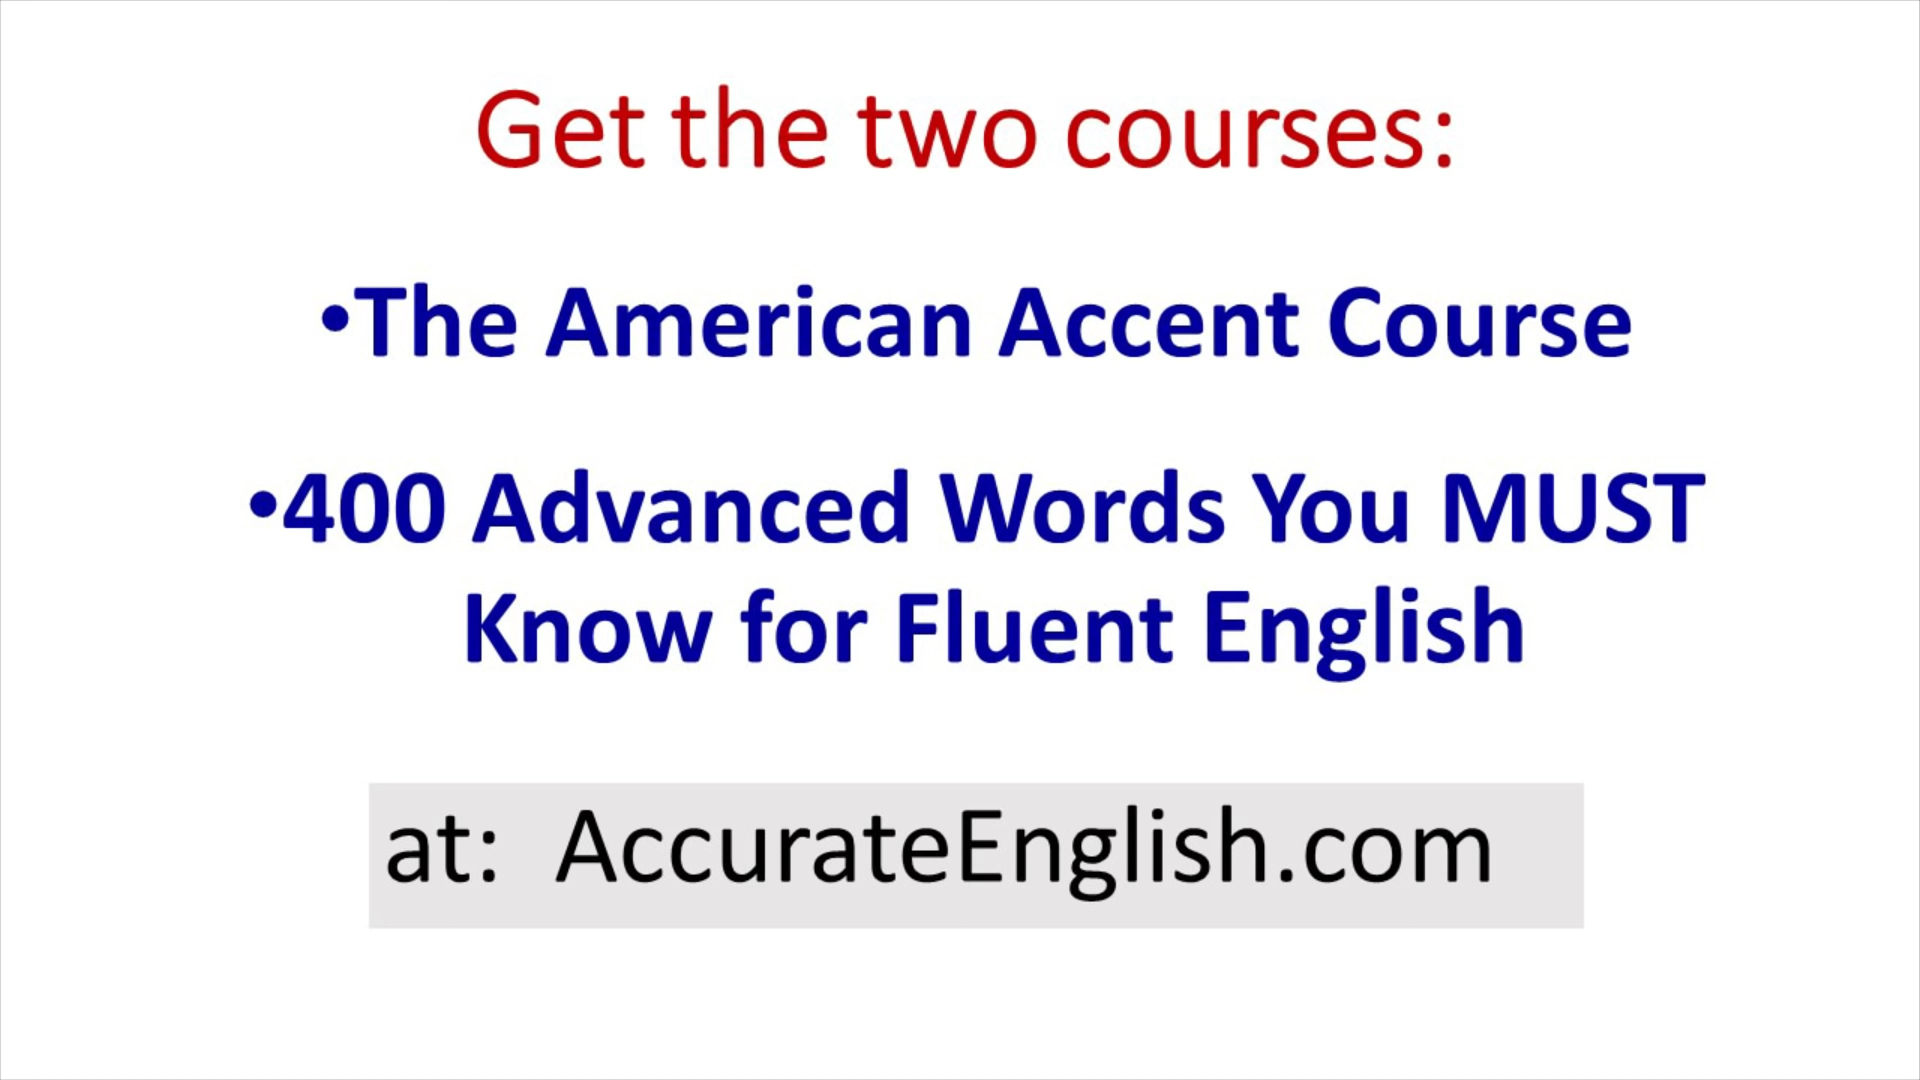 Get the two courses:
•The American Accent Course
•400 Advanced Words You MUST
Know for Fluent English
at: AccurateEnglish.com